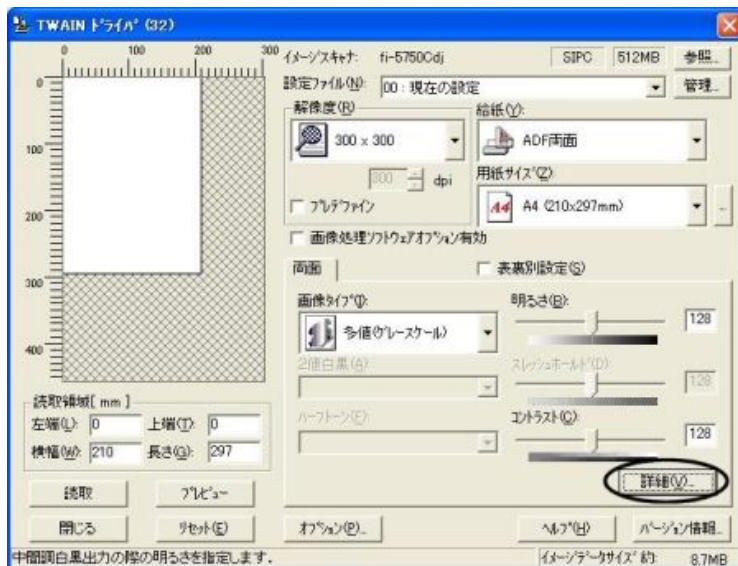 TWAIN ドライバ (32)
0 100 200 300
0
100
200
300
400
イメージスキャナ: fi-5750Cdj SIPC 512MB 参照...
設定ファイル(N): 00 : 現在の設定 管理...
解像度(R)
300 x 300
300 dpi
プレデファイン
給紙(Y):
ADF両面
用紙サイズ(Z)
A4 A4 (210x297mm) ...
画像処理ソフトウェアオプション有効
両面 表裏別設定(S)
画像タイプ(I):
多値(グレースケール)
2値白黒(A)
ハーフトーン(F):
明るさ(B):
128
スレッショホールド(D):
128
コントラスト(C):
128
詳細(V)...
読取領域[ mm ]
左端(L): 0 上端(T): 0
横幅(W): 210 長さ(G): 297
読取 プレビュー
閉じる リセット(E) オプション(P)... ヘルプ(H) バージョン情報...
中間調白黒出力の際の明るさを指定します. イメージデータサイズ 約: 8.7MB